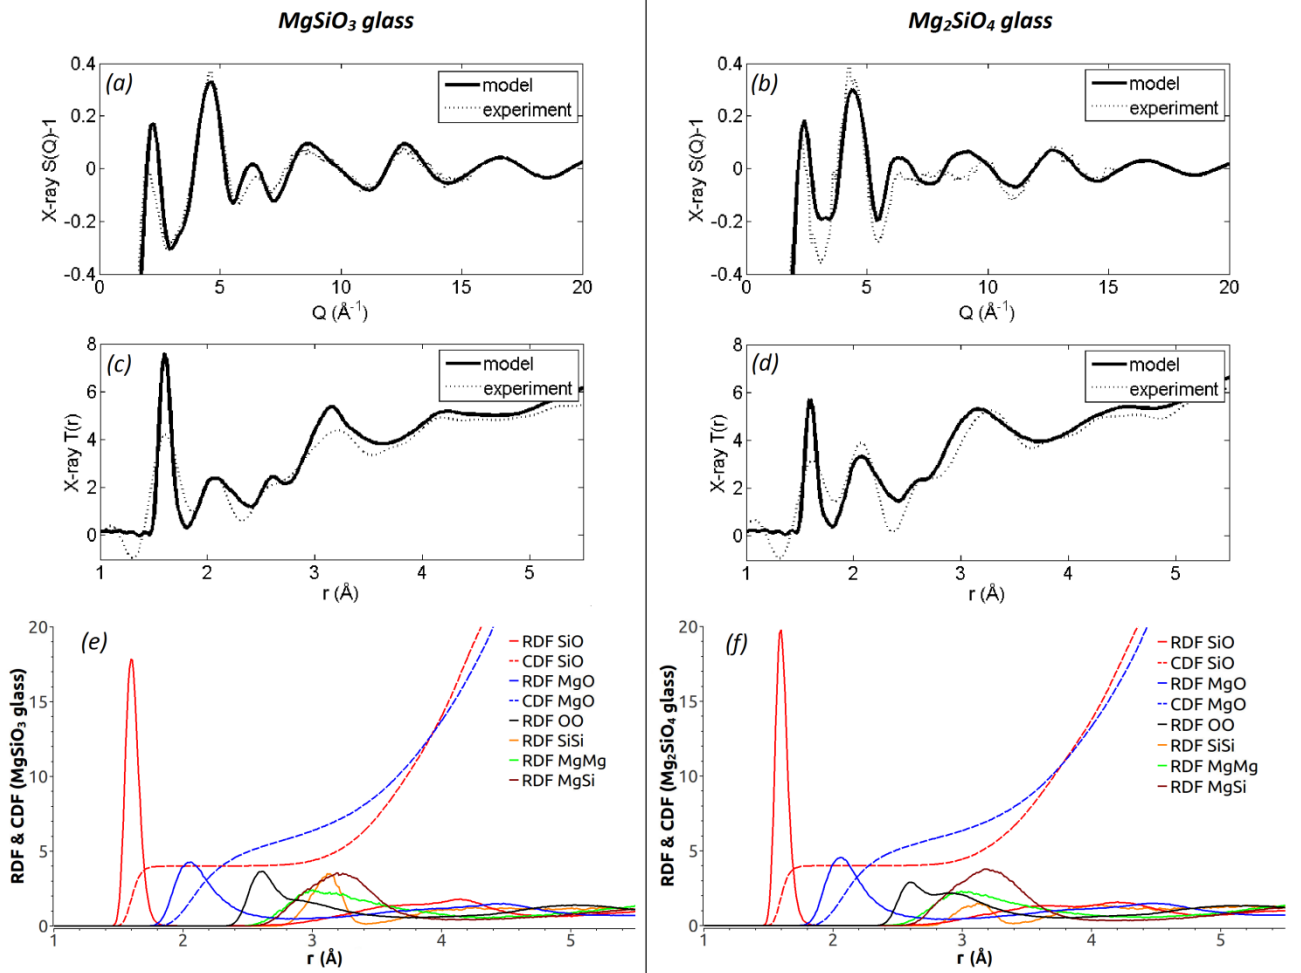 MgSiO₃ glass
Mg₂SiO₄ glass
(a)
model
experiment
X-ray S(Q)-1
0.4
0.2
0
-0.2
-0.4
0
5
10
15
20
Q (Å⁻¹)
(b)
model
experiment
X-ray S(Q)-1
0.4
0.2
0
-0.2
-0.4
0
5
10
15
20
Q (Å⁻¹)
(c)
model
experiment
X-ray T(r)
8
6
4
2
0
1
2
3
4
5
r (Å)
(d)
model
experiment
X-ray T(r)
8
6
4
2
0
1
2
3
4
5
r (Å)
(e)
RDF SiO
CDF SiO
RDF MgO
CDF MgO
RDF OO
RDF SiSi
RDF MgMg
RDF MgSi
RDF & CDF (MgSiO₃ glass)
20
15
10
5
0
1
2
3
4
5
r (Å)
(f)
RDF SiO
CDF SiO
RDF MgO
CDF MgO
RDF OO
RDF SiSi
RDF MgMg
RDF MgSi
RDF & CDF (Mg₂SiO₄ glass)
20
15
10
5
0
1
2
3
4
5
r (Å)